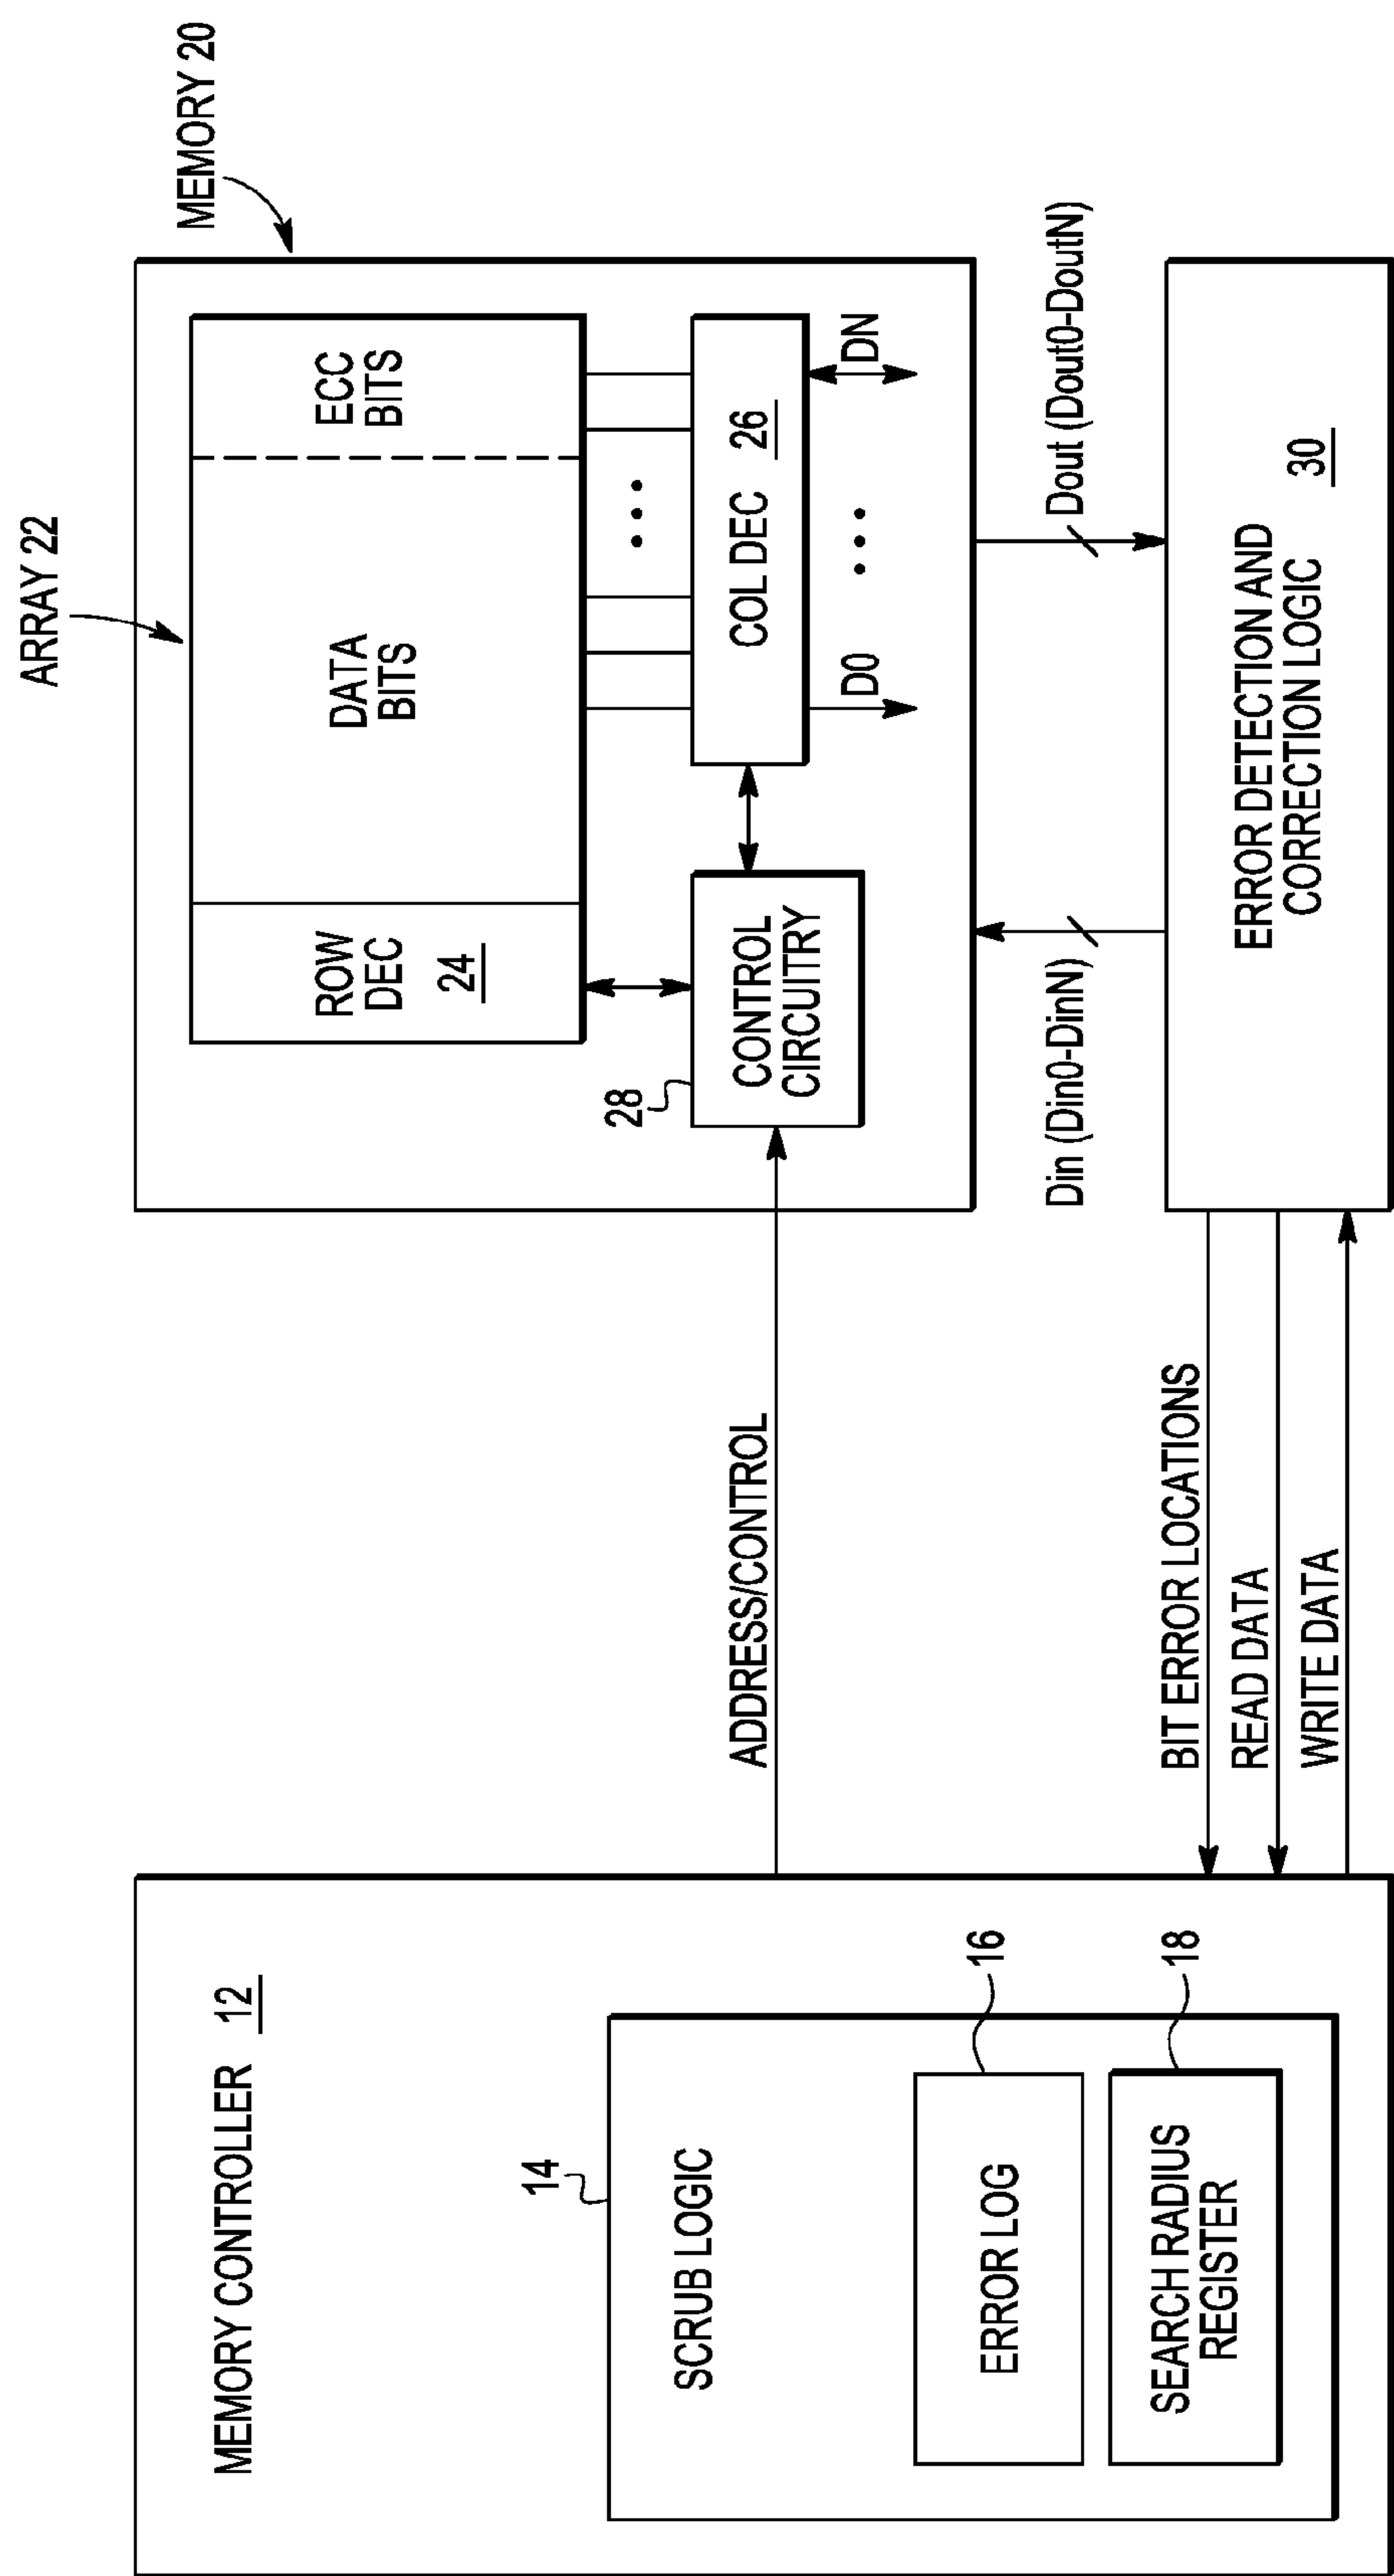 MEMORY CONTROLLER 12
14
SCRUB LOGIC
16
ERROR LOG
18
SEARCH RADIUS
REGISTER
ADDRESS/CONTROL
BIT ERROR LOCATIONS
READ DATA
WRITE DATA
ARRAY 22
MEMORY 20
ROW
DEC
24
DATA
BITS
ECC
BITS
28
CONTROL
CIRCUITRY
COL DEC 26
D0
DN
Din (Din0-DinN)
Dout (Dout0-DoutN)
ERROR DETECTION AND
CORRECTION LOGIC 30